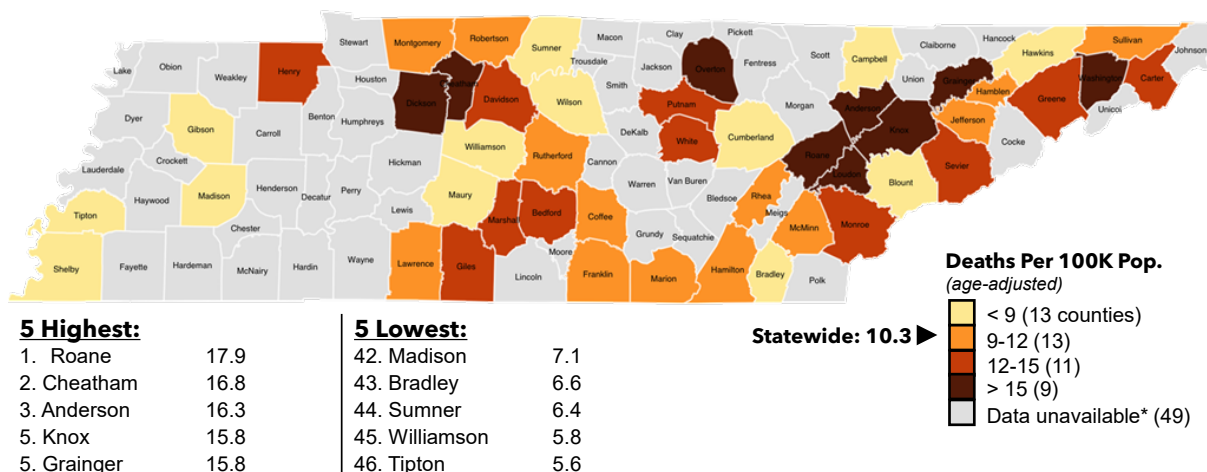 Stewart
Montgomery
Robertson
Sumner
Macon
Clay
Pickett
Scott
Campbell
Claiborne
Hancock
Hawkins
Sullivan
Johnson
Lake
Obion
Weakley
Henry
Houston
Dickson
Cheatham
Davidson
Trousdale
Wilson
Smith
Jackson
Overton
Fentress
Putnam
Morgan
Anderson
Union
Grainger
Hamblen
Greene
Washington
Carter
Unicoi
Dyer
Gibson
Carroll
Benton
Humphreys
Williamson
Rutherford
Cannon
DeKalb
White
Cumberland
Roane
Knox
Loudon
Jefferson
Cocke
Sevier
Blount
Lauderdale
Crockett
Haywood
Madison
Henderson
Decatur
Perry
Hickman
Lewis
Maury
Marshall
Bedford
Coffee
Warren
Van Buren
Bledsoe
Rhea
Meigs
McMinn
Monroe
Tipton
Chester
Shelby
Fayette
Hardeman
McNairy
Hardin
Wayne
Lawrence
Giles
Lincoln
Moore
Franklin
Grundy
Sequatchie
Marion
Hamilton
Bradley
Polk
Deaths Per 100K Pop.
(age-adjusted)
< 9 (13 counties)
Statewide: 10.3
9-12 (13)
12-15 (11)
> 15 (9)
Data unavailable* (49)
5 Highest:
1. Roane 17.9
2. Cheatham 16.8
3. Anderson 16.3
5. Knox 15.8
5. Grainger 15.8
5 Lowest:
42. Madison 7.1
43. Bradley 6.6
44. Sumner 6.4
45. Williamson 5.8
46. Tipton 5.6